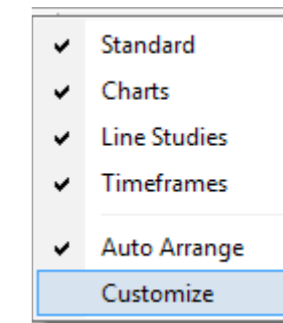 Standard
Charts
Line Studies
Timeframes
Auto Arrange
Customize